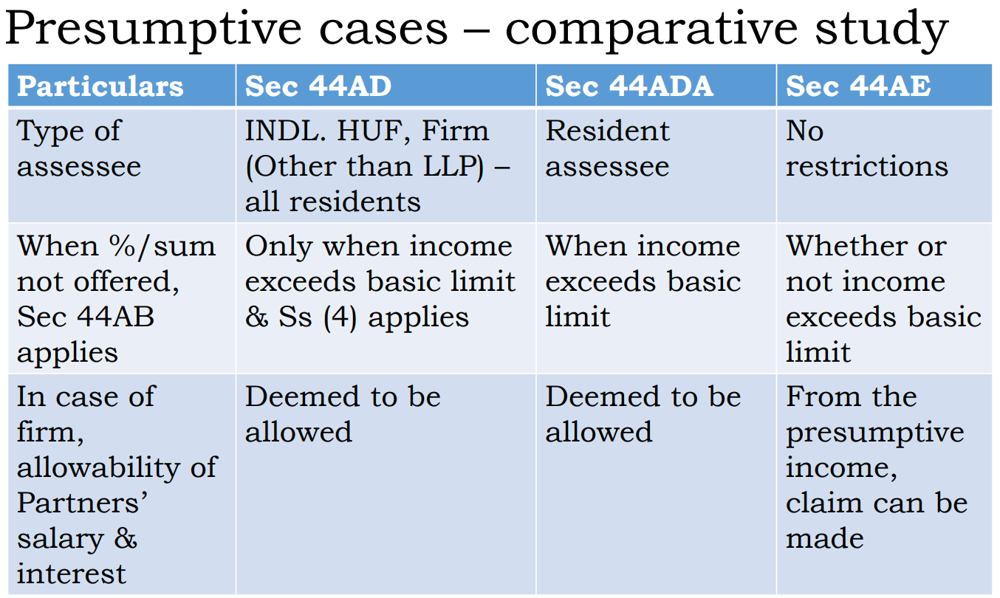 Presumptive cases – comparative study
Particulars
Sec 44AD
Sec 44ADA
Sec 44AE
Type of
assessee
INDL. HUF, Firm
(Other than LLP) –
all residents
Resident
assessee
No
restrictions
When %/sum
not offered,
Sec 44AB
applies
Only when income
exceeds basic limit
& Ss (4) applies
When income
exceeds basic
limit
Whether or
not income
exceeds basic
limit
In case of
firm,
allowability of
Partners’
salary &
interest
Deemed to be
allowed
Deemed to be
allowed
From the
presumptive
income,
claim can be
made